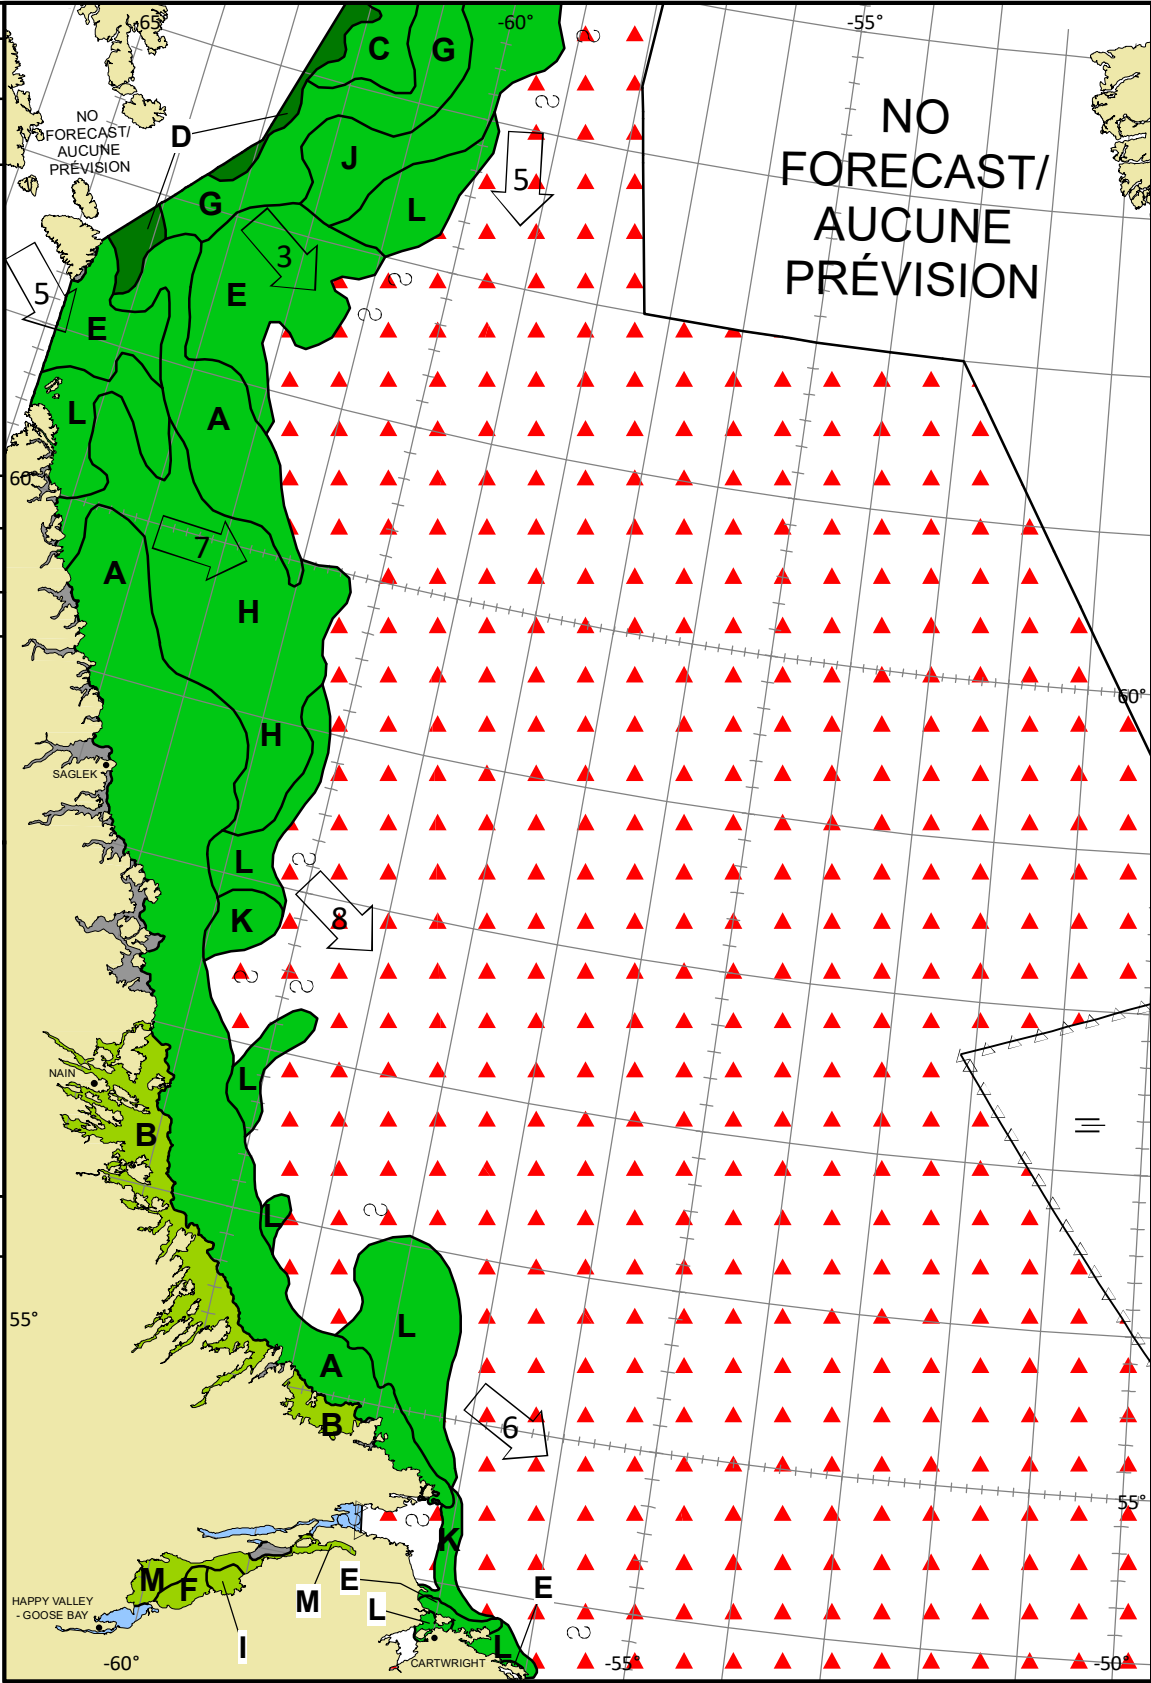 -65°
-60°
-55°
C
G
NO
FORECAST/
AUCUNE
PRÉVISION
NO
FORECAST/
AUCUNE
PRÉVISION
D
J
5
G
L
3
5
E
E
L
A
60°
7
A
H
60°
H
SAGLEK
L
K
8
NAIN
L
B
L
55°
L
A
B
6
55°
K
M
F
E
E
M
L
HAPPY VALLEY
- GOOSE BAY
I
L
CARTWRIGHT
-60°
-55°
-50°